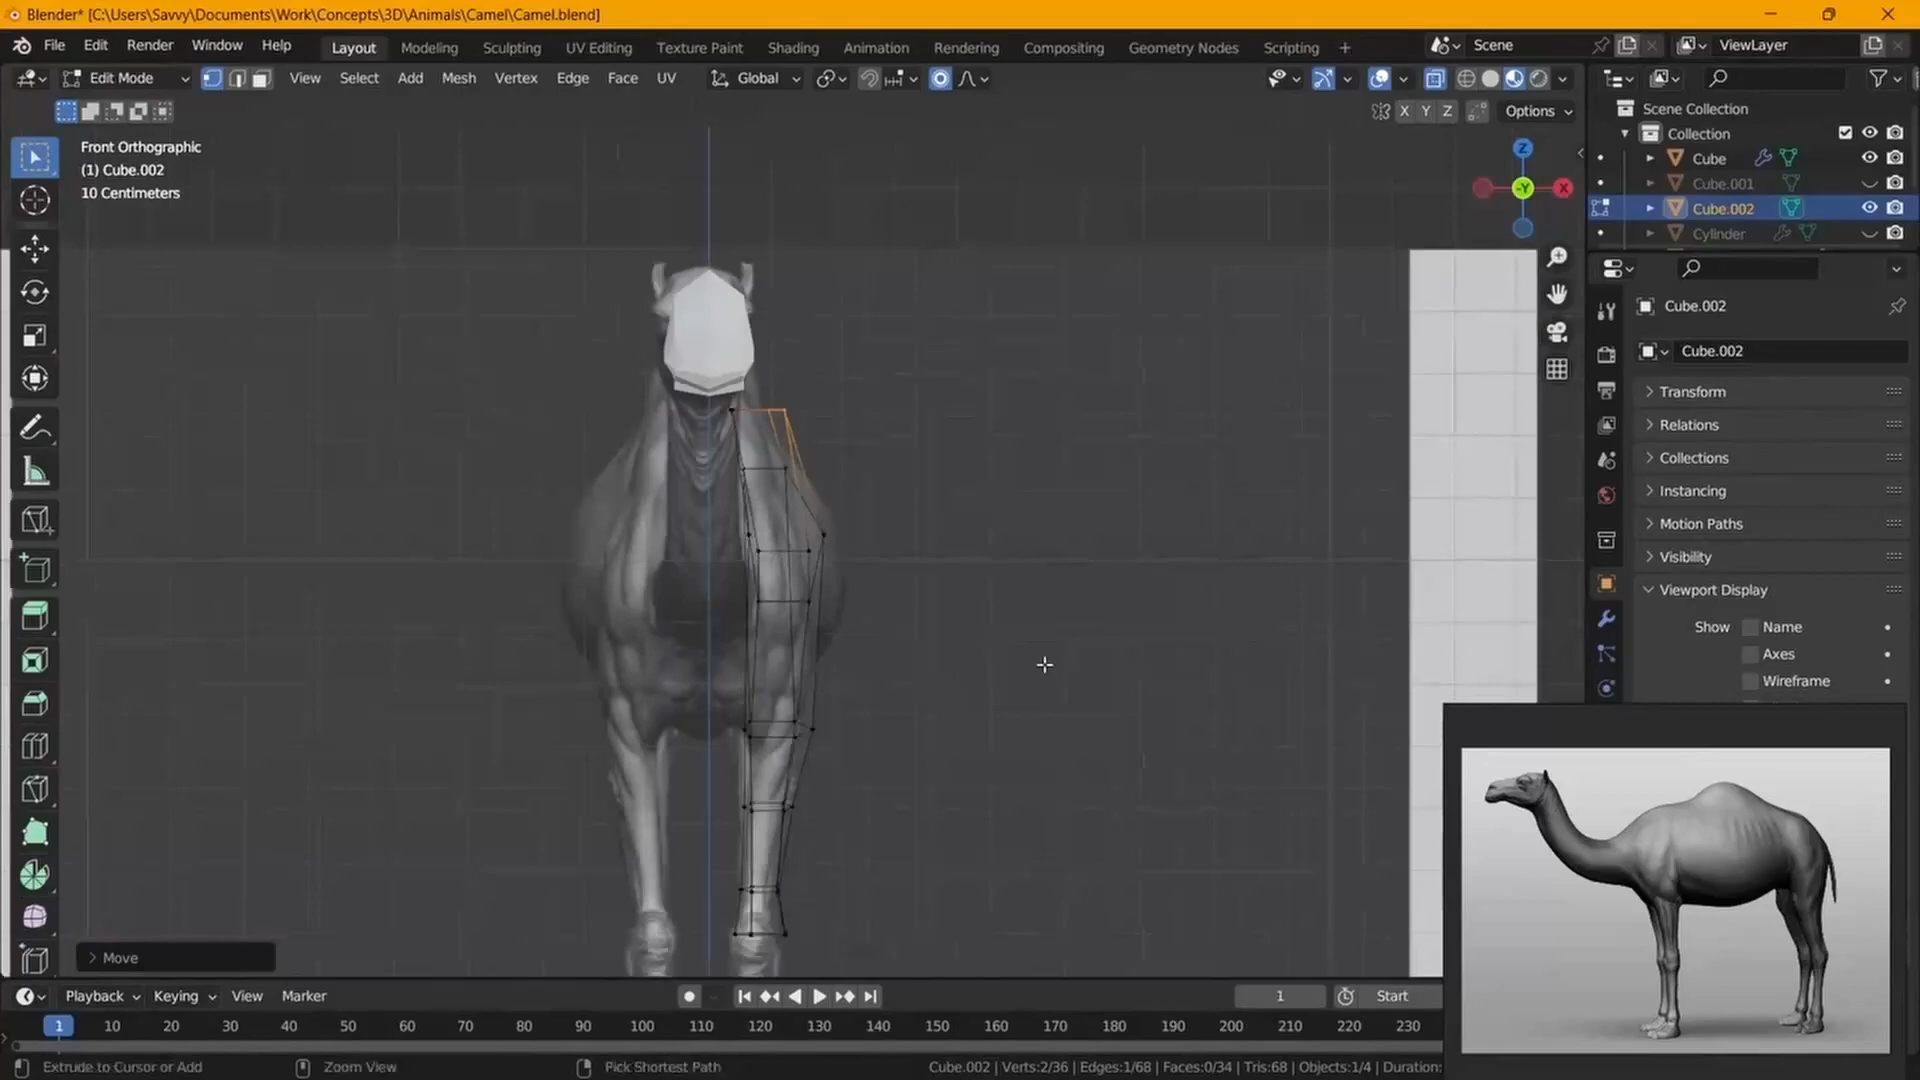 Blender* [C:\Users\Savvy\Documents\Work\Concepts\3D\Animals\Camel\Camel.blend]
File Edit Render Window Help Layout Modeling Sculpting UV Editing Texture Paint Shading Animation Rendering Compositing Geometry Nodes Scripting + Scene ViewLayer
Edit Mode View Select Add Mesh Vertex Edge Face UV Global
X Y Z Options
Scene Collection
Collection
Cube
Cube.001
Cube.002
Cylinder
Front Orthographic
(1) Cube.002
10 Centimeters
Z
-Y X
Cube.002
Cube.002
Transform
Relations
Collections
Instancing
Motion Paths
Visibility
Viewport Display
Show Name
Axes
Wireframe
Move
Playback Keying View Marker 1 Start
1 10 20 30 40 50 60 70 80 90 100 110 120 130 140 150 160 170 180 190 200 210 220 230
Extrude to Cursor or Add Zoom View Pick Shortest Path Cube.002 | Verts:2/36 | Edges:1/68 | Faces:0/34 | Tris:68 | Objects:1/4 | Duration: